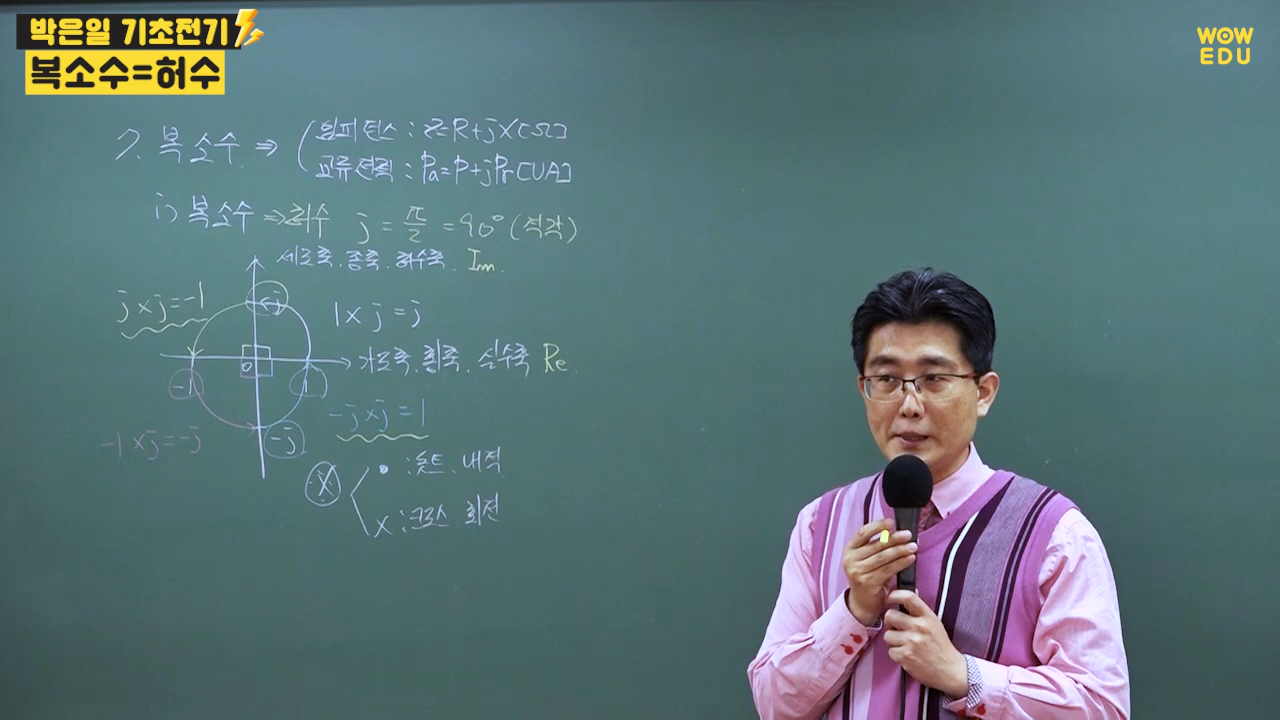 박은일 기초전기
복소수=허수
WOW
EDU
7. 복소수 ⇒
임피던스 : Z=R+jX[Ω]
교류전력 : Pa=P+jPr[VA]
i) 복소수 ⇒ 허수 j = π/2 = 90° (직각)
세로축. 종축. 허수축. Im.
j×j=-1
j
1×j=j
0
가로축. 횡축. 실수축 Re.
-1
1
-j×j=1
-1×j=-j
-j
X
• : 도트. 내적
× : 크로스. 회전